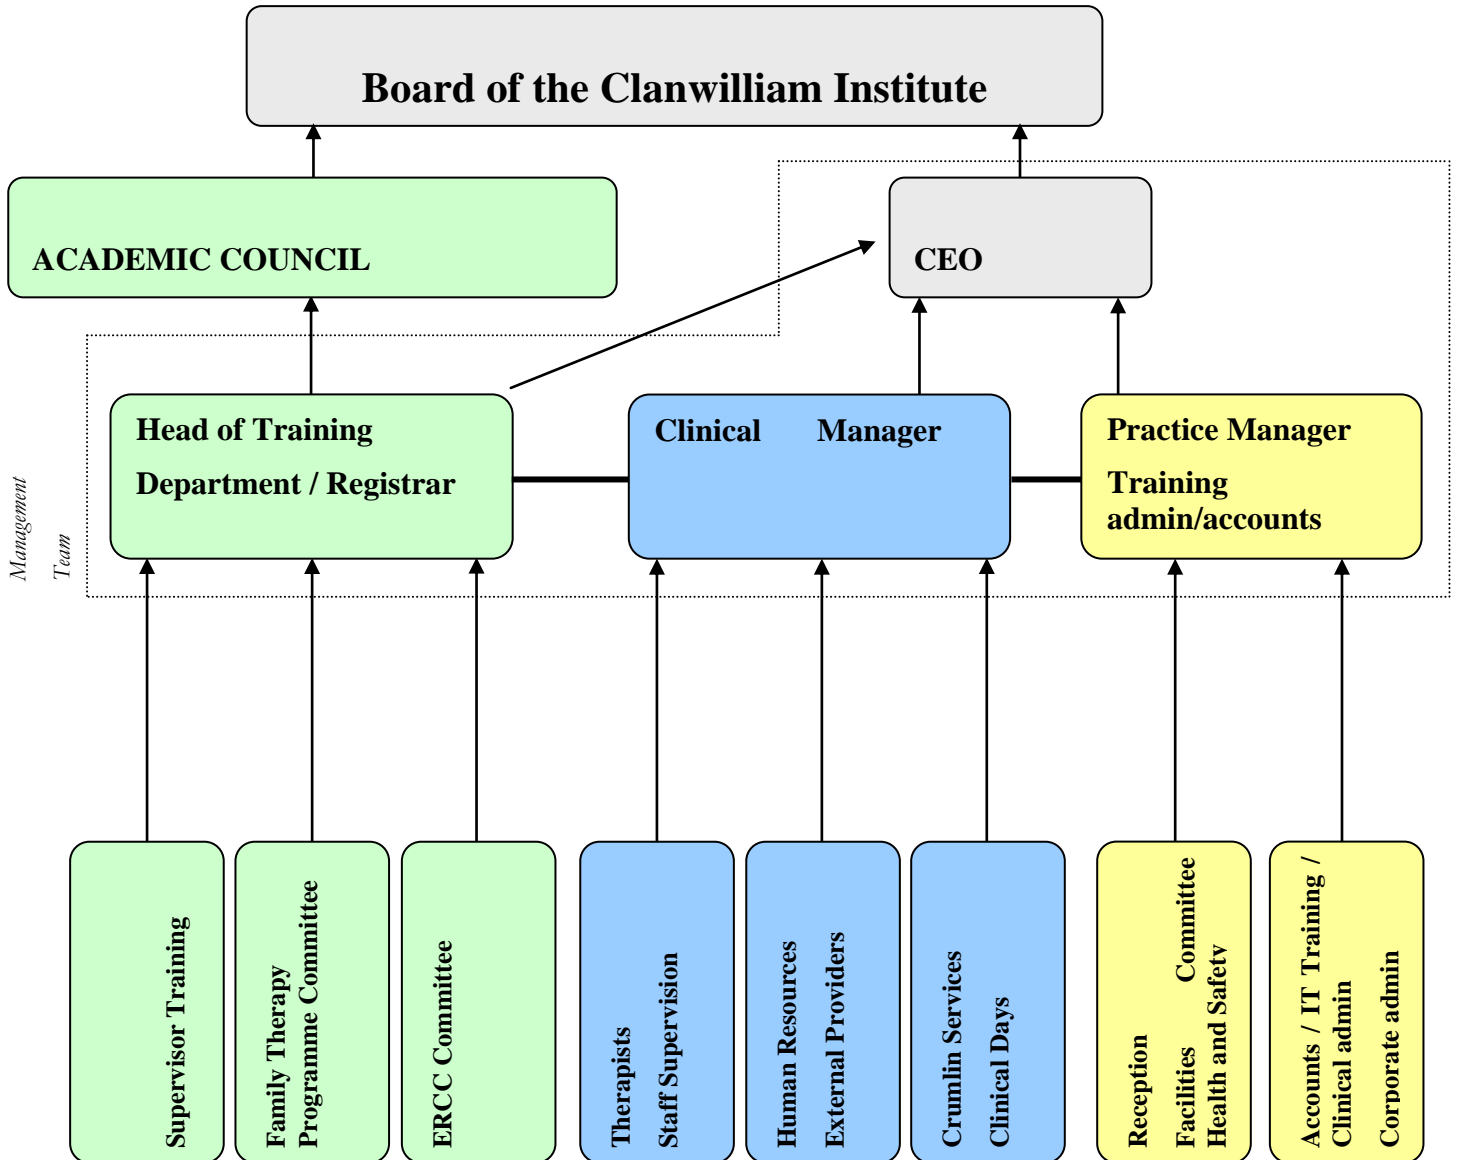 Board of the Clanwilliam Institute
ACADEMIC COUNCIL
CEO
Head of Training
Department / Registrar
Clinical Manager
Practice Manager
Training
admin/accounts
Management
Team
Supervisor Training
Family Therapy
Programme Committee
ERCC Committee
Therapists
Staff Supervision
Human Resources
External Providers
Crumlin Services
Clinical Days
Reception
Facilities Committee
Health and Safety
Accounts / IT Training /
Clinical admin
Corporate admin